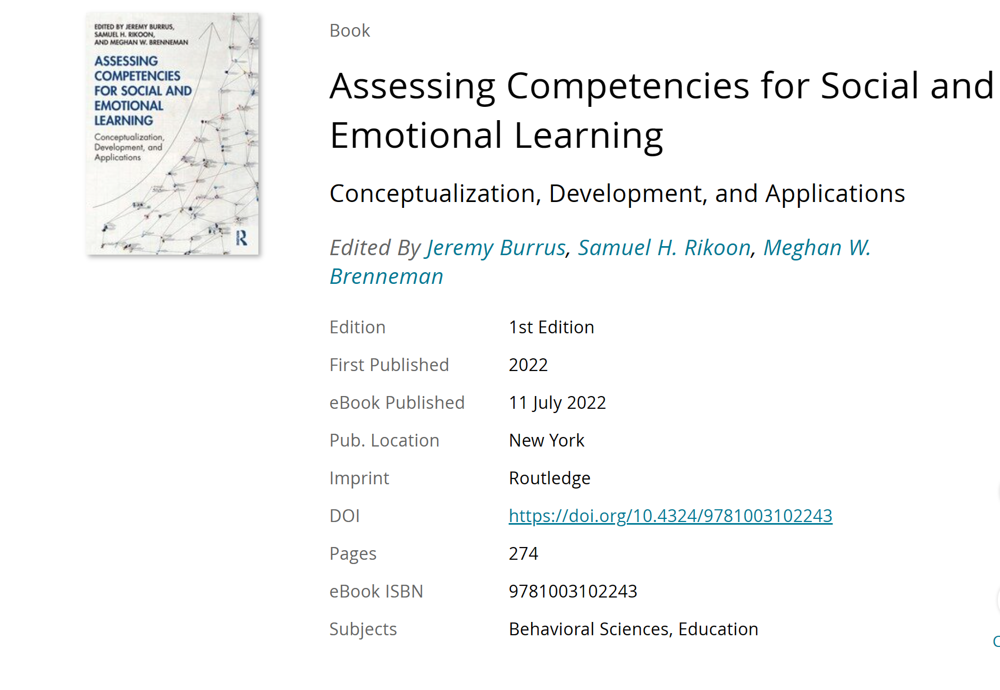 EDITED BY JEREMY BURRUS,
SAMUEL H. RIKOON,
AND MEGHAN W. BRENNEMAN
ASSESSING
COMPETENCIES
FOR SOCIAL AND
EMOTIONAL
LEARNING
Conceptualization,
Development, and
Applications
R
Book
Assessing Competencies for Social and
Emotional Learning
Conceptualization, Development, and Applications
Edited By Jeremy Burrus, Samuel H. Rikoon, Meghan W.
Brenneman
Edition 1st Edition
First Published 2022
eBook Published 11 July 2022
Pub. Location New York
Imprint Routledge
DOI https://doi.org/10.4324/9781003102243
Pages 274
eBook ISBN 9781003102243
Subjects Behavioral Sciences, Education